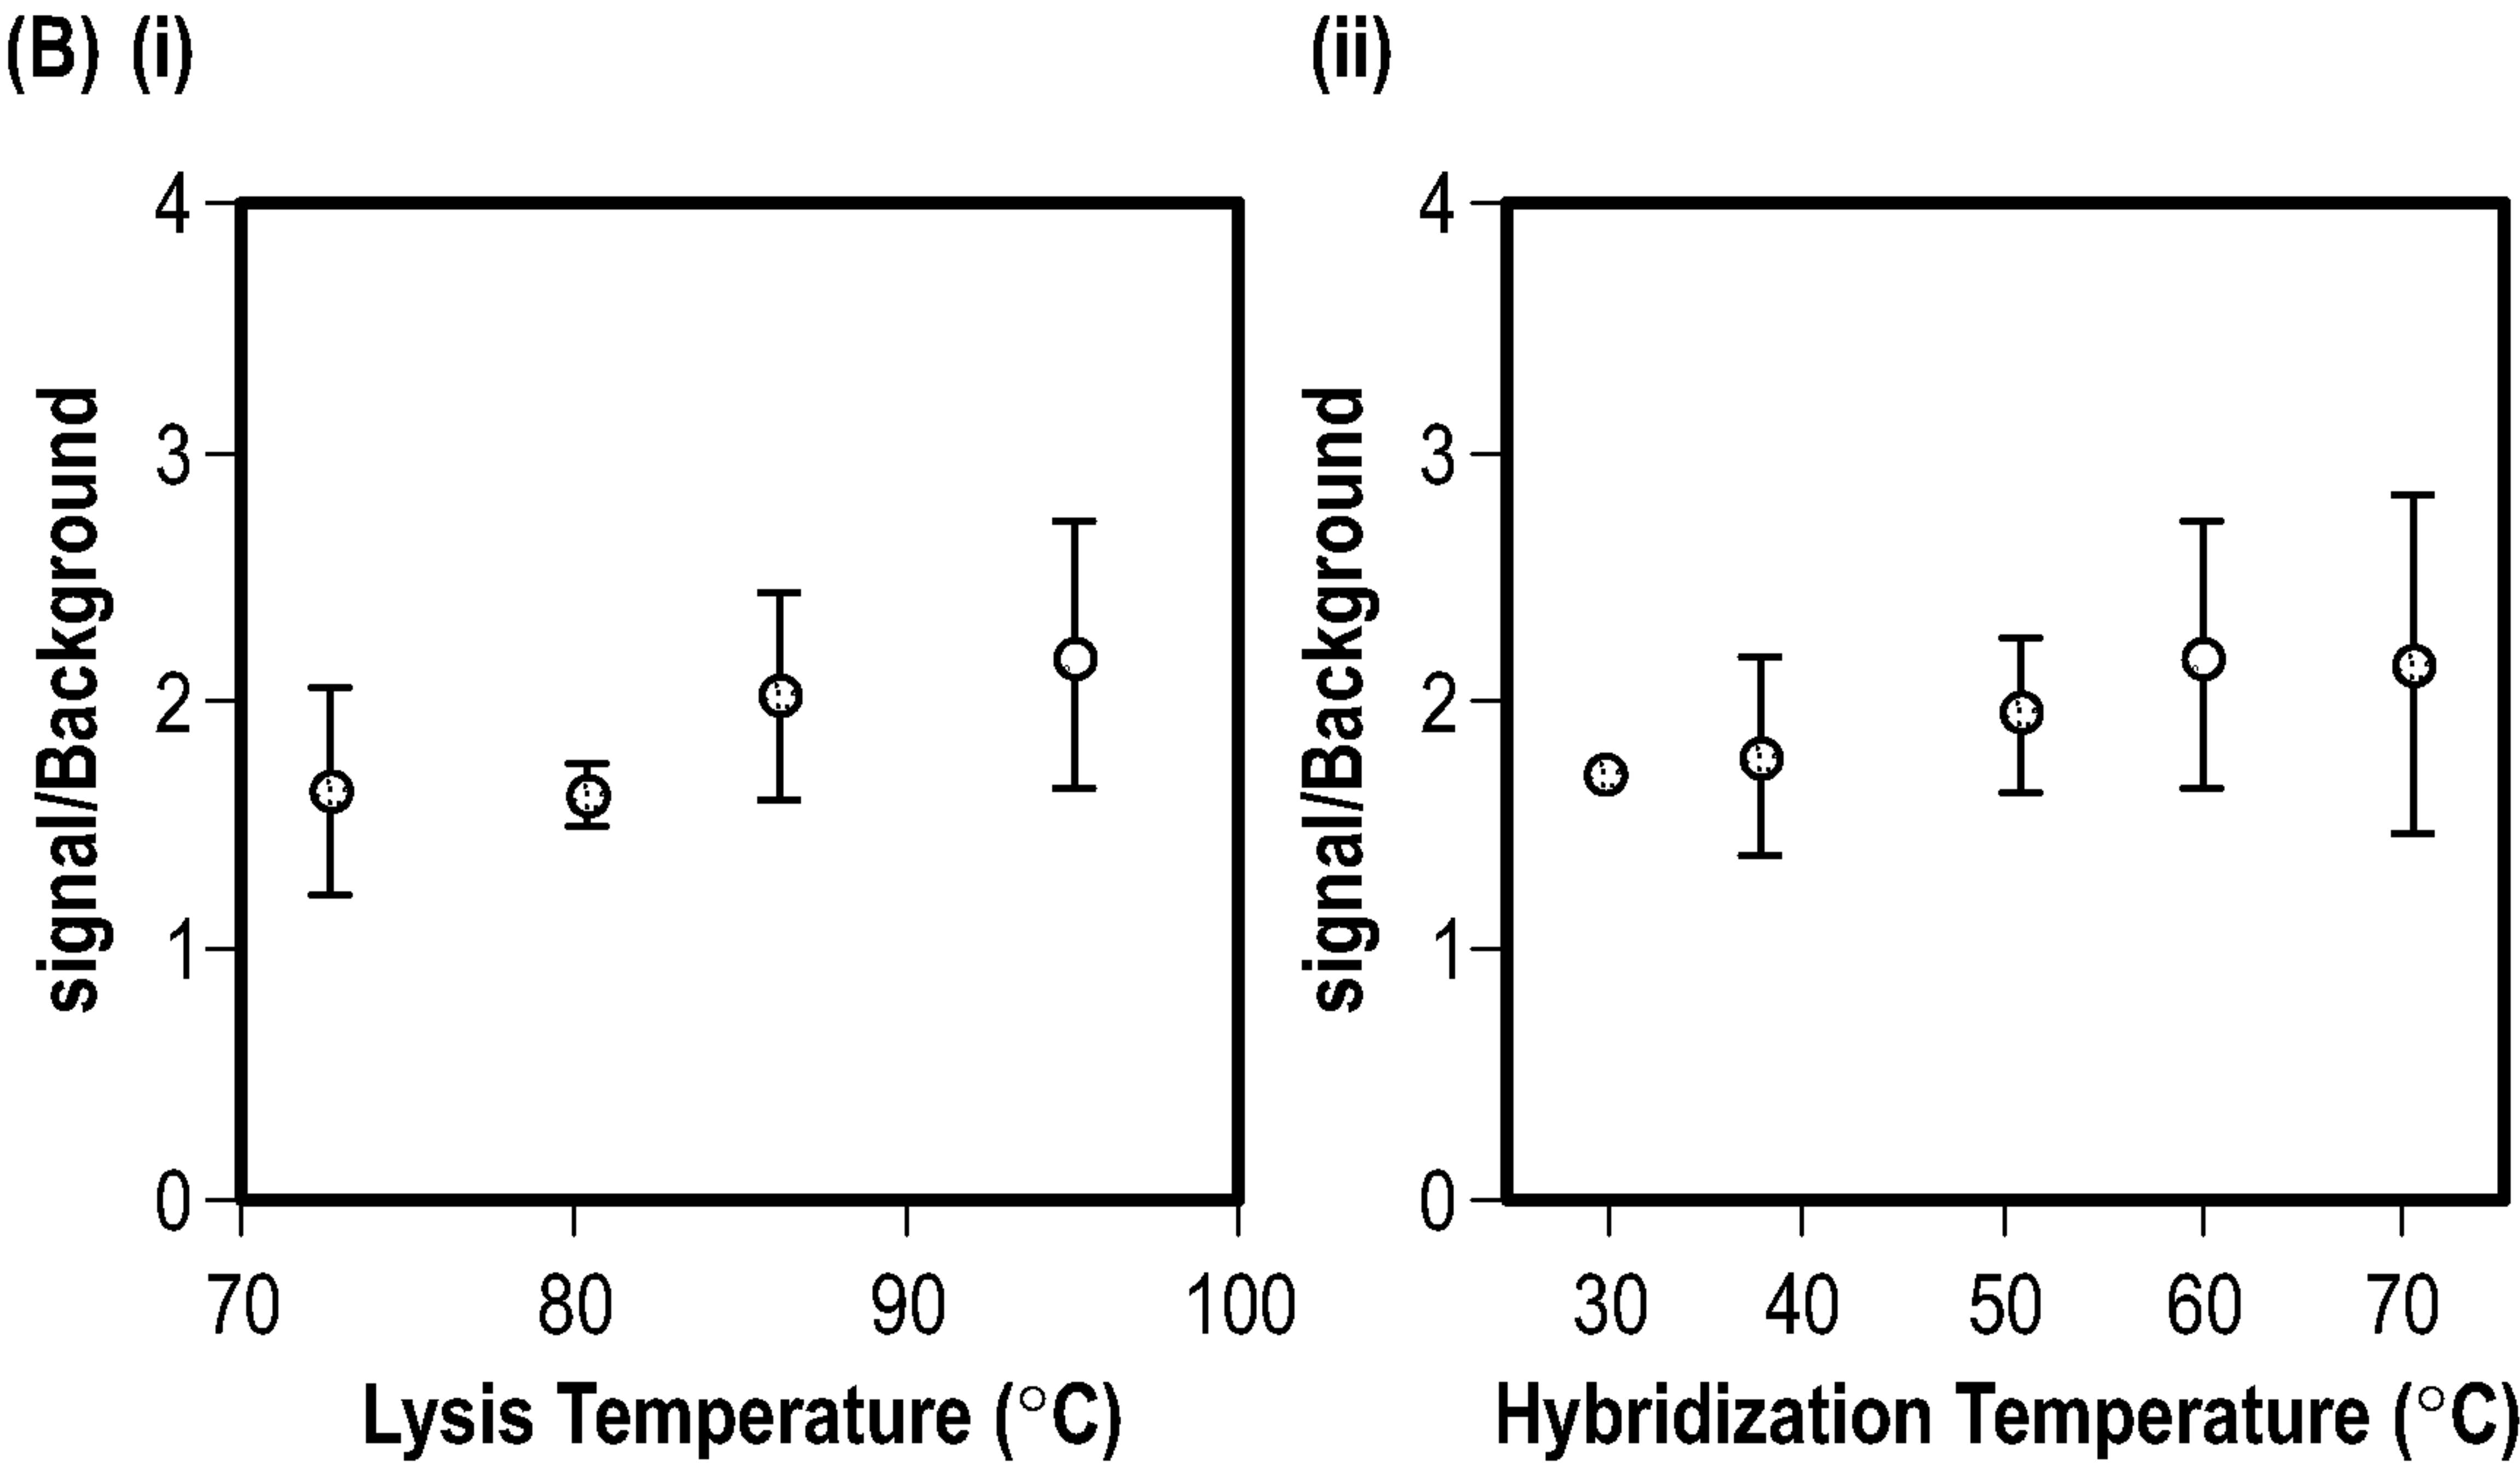 (B) (i)
(ii)
signal/Background
4
3
2
1
0
70 80 90 100
Lysis Temperature (°C)
signal/Background
4
3
2
1
0
30 40 50 60 70
Hybridization Temperature (°C)